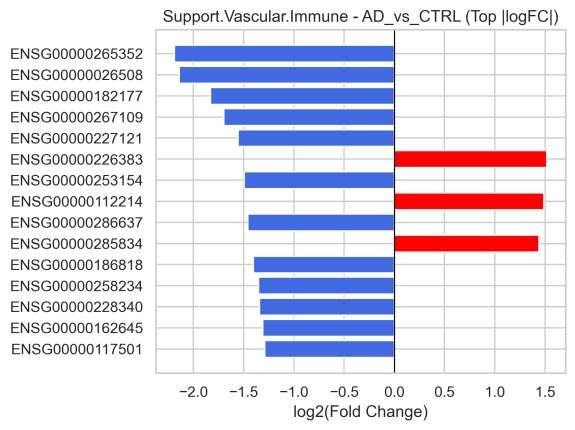 Support.Vascular.Immune - AD_vs_CTRL (Top |logFC|)
ENSG00000265352
ENSG00000026508
ENSG00000182177
ENSG00000267109
ENSG00000227121
ENSG00000226383
ENSG00000253154
ENSG00000112214
ENSG00000286637
ENSG00000285834
ENSG00000186818
ENSG00000258234
ENSG00000228340
ENSG00000162645
ENSG00000117501
−2.0 −1.5 −1.0 −0.5 0.0 0.5 1.0 1.5
log2(Fold Change)